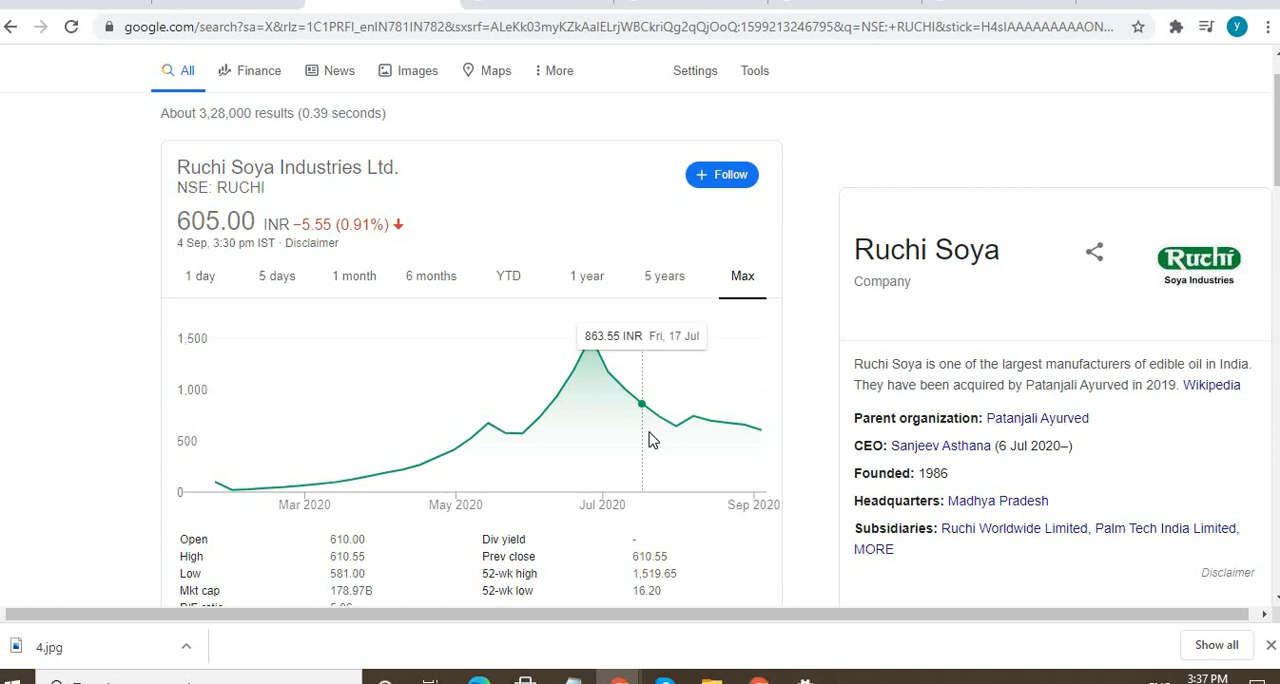 google.com/search?sa=X&rlz=1C1PRFI_enIN781IN782&sxsrf=ALeKk03myKZkAalELrjWBCkriQg2qQjOoQ:1599213246795&q=NSE:+RUCHI&stick=H4sIAAAAAAAAAON...
Y
All Finance News Images Maps More Settings Tools
About 3,28,000 results (0.39 seconds)
Ruchi Soya Industries Ltd.
NSE: RUCHI
+ Follow
605.00 INR −5.55 (0.91%)
4 Sep, 3:30 pm IST · Disclaimer
1 day 5 days 1 month 6 months YTD 1 year 5 years Max
863.55 INR Fri, 17 Jul
1,500
1,000
500
0
Mar 2020 May 2020 Jul 2020 Sep 2020
Open 610.00 Div yield -
High 610.55 Prev close 610.55
Low 581.00 52-wk high 1,519.65
Mkt cap 178.97B 52-wk low 16.20
Ruchi Soya
Company
Ruchi
Soya Industries
Ruchi Soya is one of the largest manufacturers of edible oil in India.
They have been acquired by Patanjali Ayurved in 2019. Wikipedia
Parent organization: Patanjali Ayurved
CEO: Sanjeev Asthana (6 Jul 2020–)
Founded: 1986
Headquarters: Madhya Pradesh
Subsidiaries: Ruchi Worldwide Limited, Palm Tech India Limited,
MORE
Disclaimer
4.jpg
Show all
3:37 PM